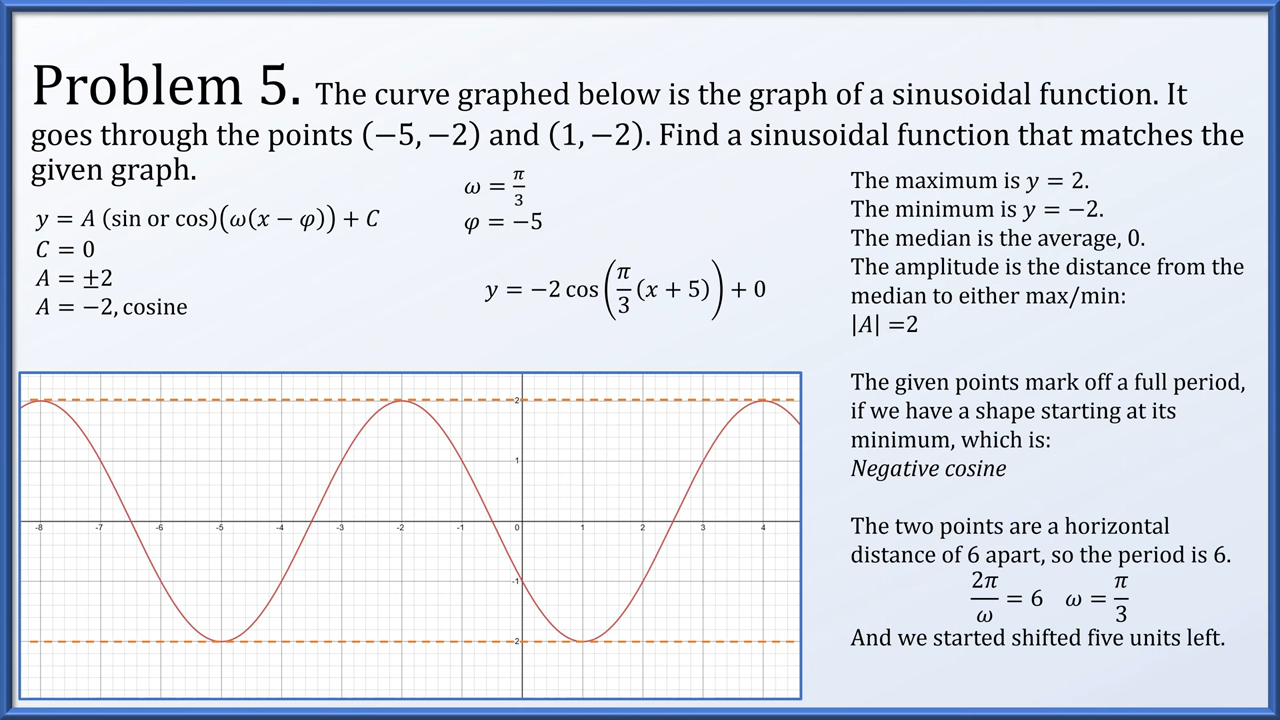 Problem 5. The curve graphed below is the graph of a sinusoidal function. It
goes through the points (−5, −2) and (1, −2). Find a sinusoidal function that matches the
given graph.
y = A (sin or cos)(ω(x − φ)) + C
C = 0
A = ±2
A = −2, cosine
ω = π/3
φ = −5
y = −2 cos(π/3 (x + 5)) + 0
The maximum is y = 2.
The minimum is y = −2.
The median is the average, 0.
The amplitude is the distance from the
median to either max/min:
|A| =2
The given points mark off a full period,
if we have a shape starting at its
minimum, which is:
Negative cosine
The two points are a horizontal
distance of 6 apart, so the period is 6.
2π/ω = 6 ω = π/3
And we started shifted five units left.
2
1
-8 -7 -6 -5 -4 -3 -2 -1 0 1 2 3 4
-1
-2